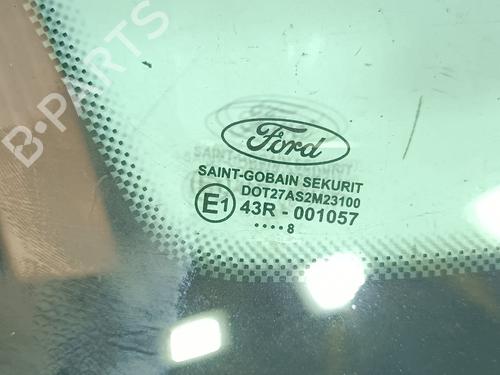 B-PARTS
Ford
SAINT-GOBAIN SEKURIT
DOT27AS2M23100
E1 43R - 001057
•••• 8